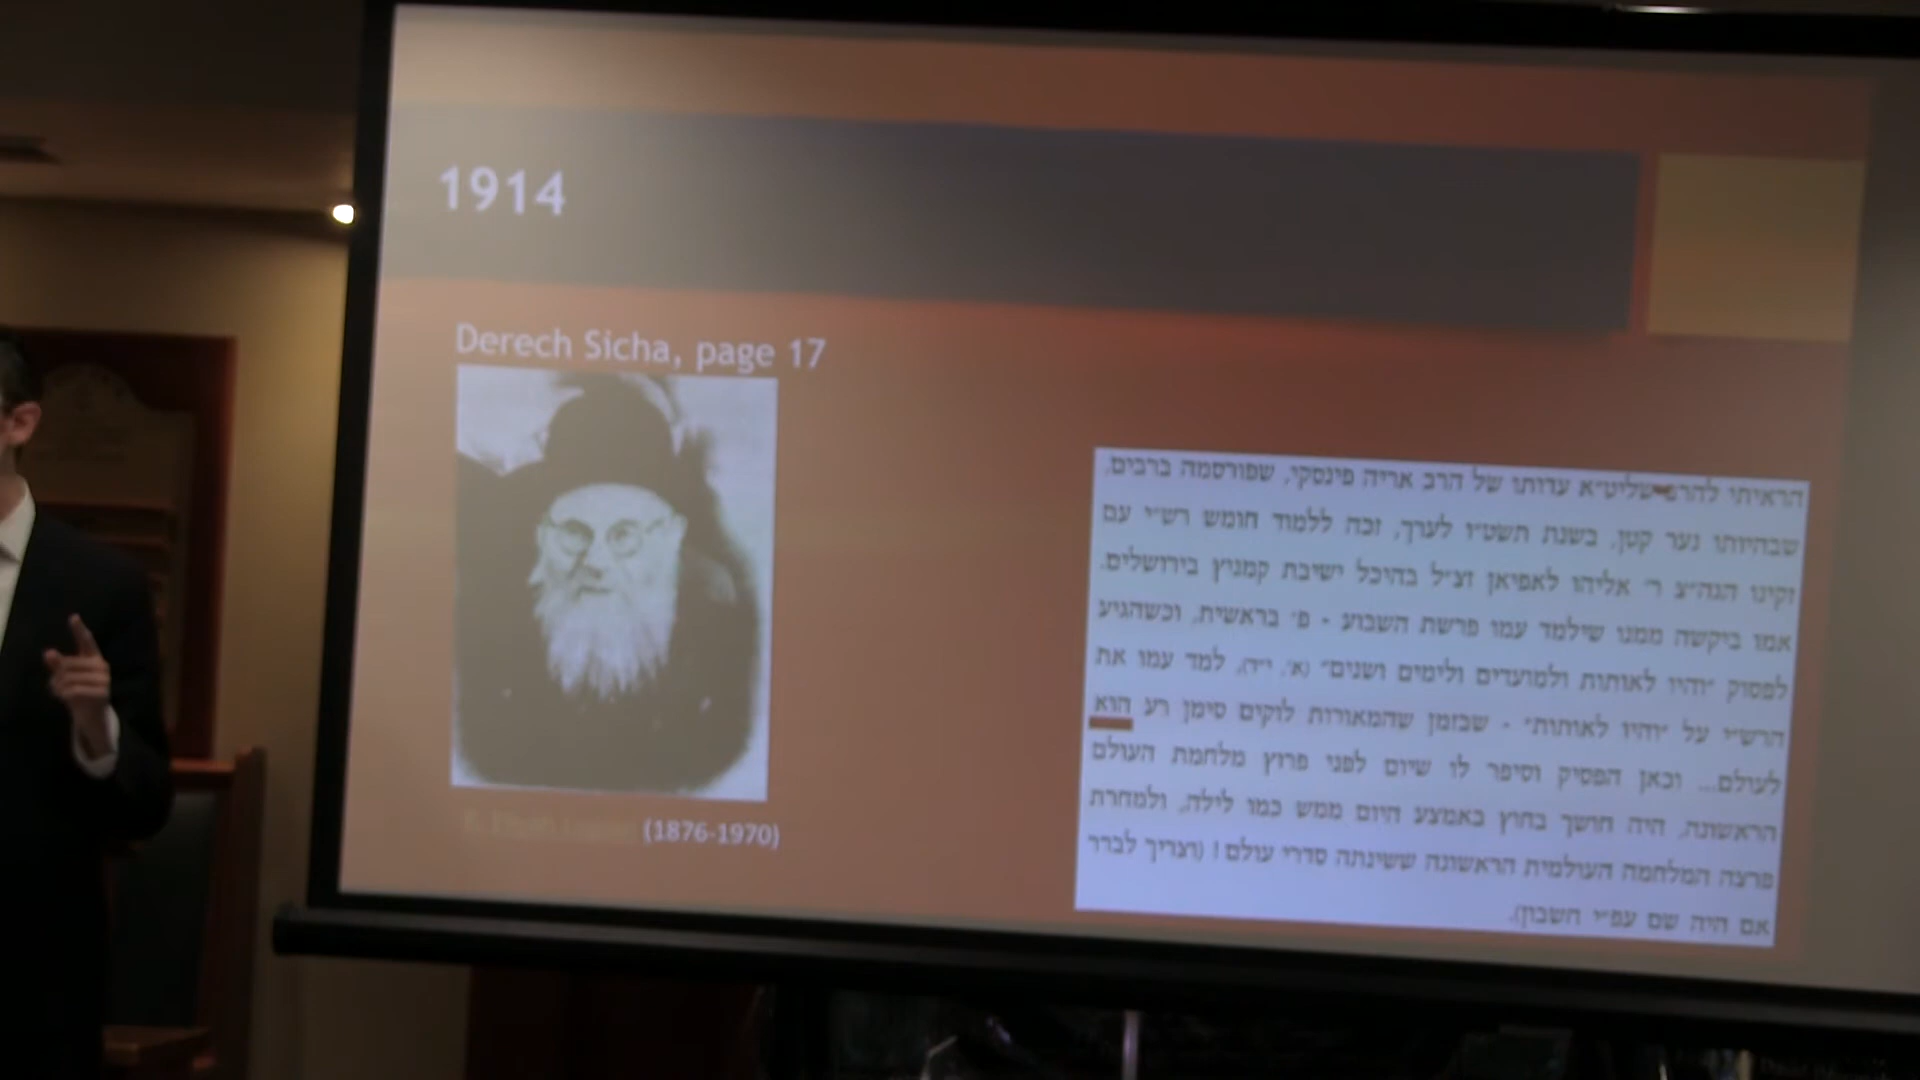 1914
Derech Sicha, page 17
(1876-1970)
הראיתי להרב שליט״א עדותו של הרב אריה פינסקי, שפורסמה ברבים,
שבהיותו נער קטן, בשנת תשט״ו לערך, זכה ללמוד חומש רש״י עם
זקינו הגה״צ ר׳ אליהו לאפיאן זצ״ל בהיכל ישיבת קמניץ בירושלים.
אמו ביקשה ממנו שילמד עמו פרשת השבוע - פ׳ בראשית, וכשהגיע
לפסוק ״והיו לאותות ולמועדים ולימים ושנים״ (א׳, י״ד), למד עמו את
הרש״י על ״והיו לאותות״ - שבזמן שהמאורות לוקים סימן רע הוא
לעולם... וכאן הפסיק וסיפר לו שיום לפני פרוץ מלחמת העולם
הראשונה, היה חושך בחוץ באמצע היום ממש כמו לילה, ולמחרת
פרצה המלחמה העולמית הראשונה ששינתה סדרי עולם! (וצריך לברר
אם היה שם עפ״י חשבון).